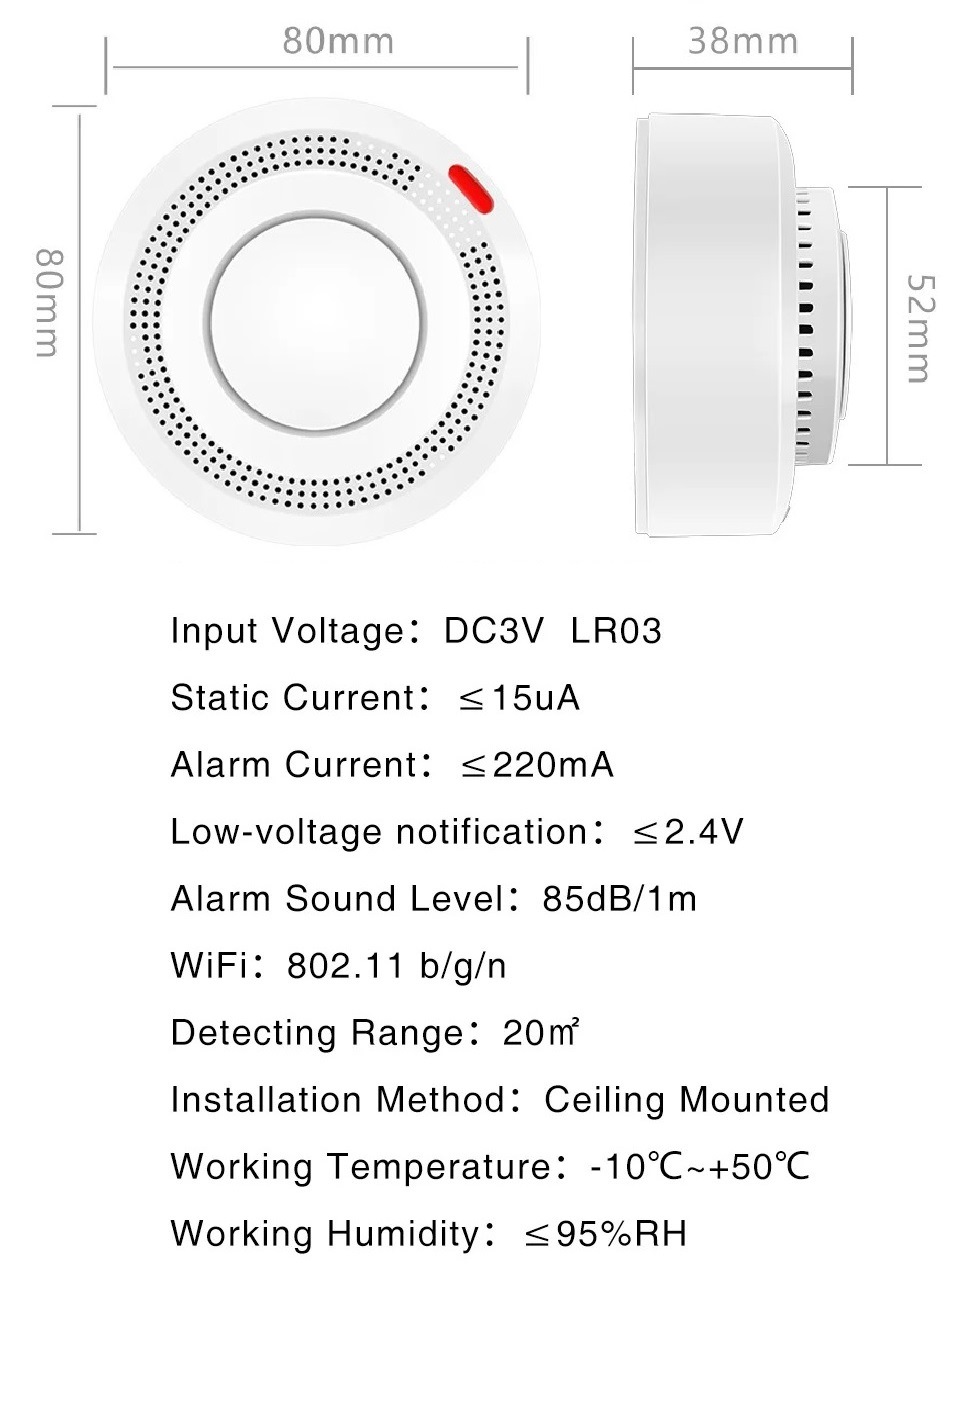 80mm
38mm
80mm
52mm
Input Voltage：DC3V LR03
Static Current：≤15uA
Alarm Current：≤220mA
Low-voltage notification：≤2.4V
Alarm Sound Level：85dB/1m
WiFi：802.11 b/g/n
Detecting Range：20㎡
Installation Method：Ceiling Mounted
Working Temperature：-10℃~+50℃
Working Humidity：≤95%RH